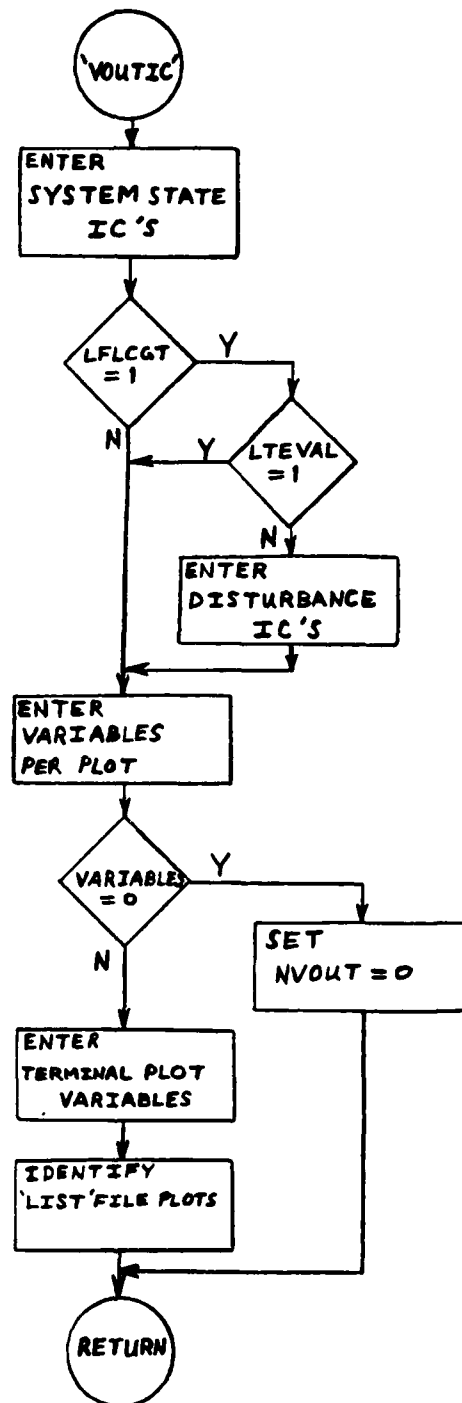 'VOUTIC'
ENTER
SYSTEM STATE
IC'S
LFLCGT
= 1
Y
N
LTEVAL
= 1
Y
N
ENTER
DISTURBANCE
IC'S
ENTER
VARIABLES
PER PLOT
VARIABLES
= 0
Y
N
SET
NVOUT = 0
ENTER
TERMINAL PLOT
VARIABLES
IDENTIFY
'LIST' FILE PLOTS
RETURN